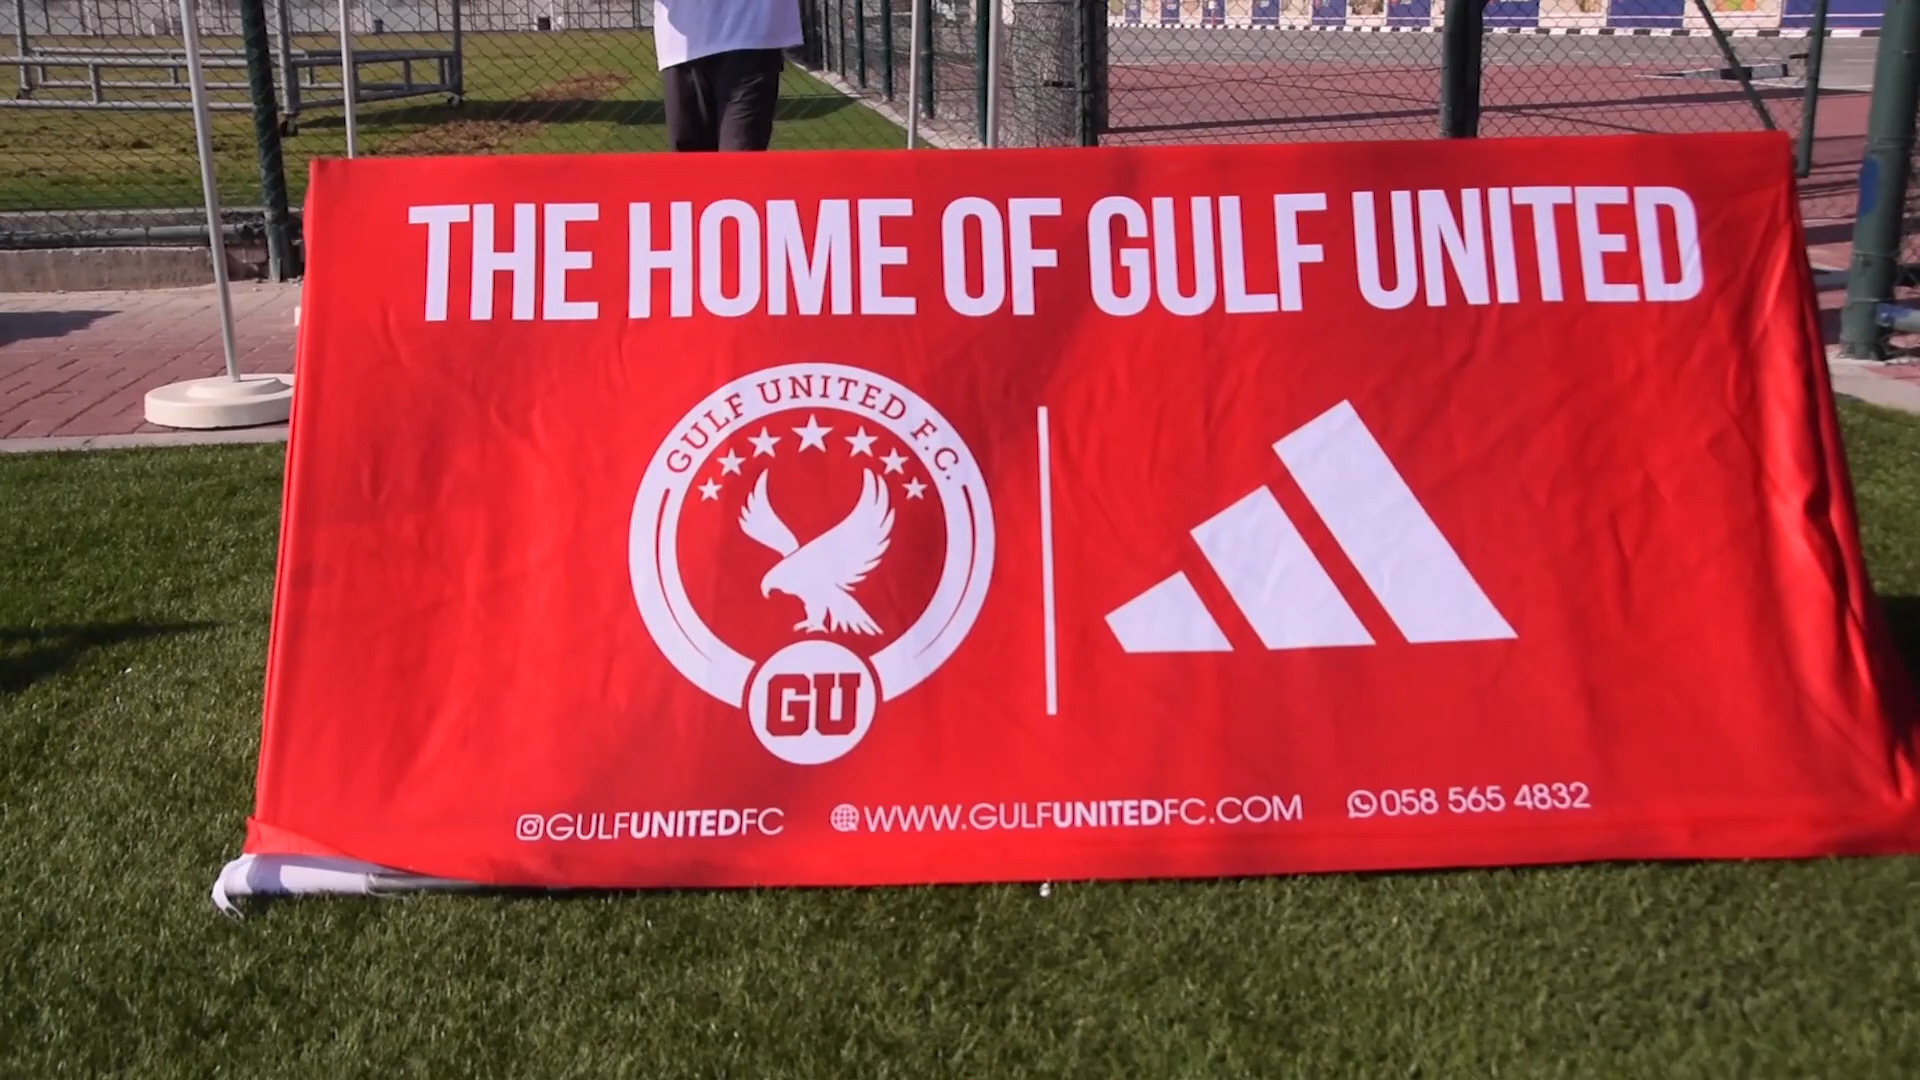 THE HOME OF GULF UNITED
GULF UNITED F.C.
GU
GULFUNITEDFC WWW.GULFUNITEDFC.COM 058 565 4832